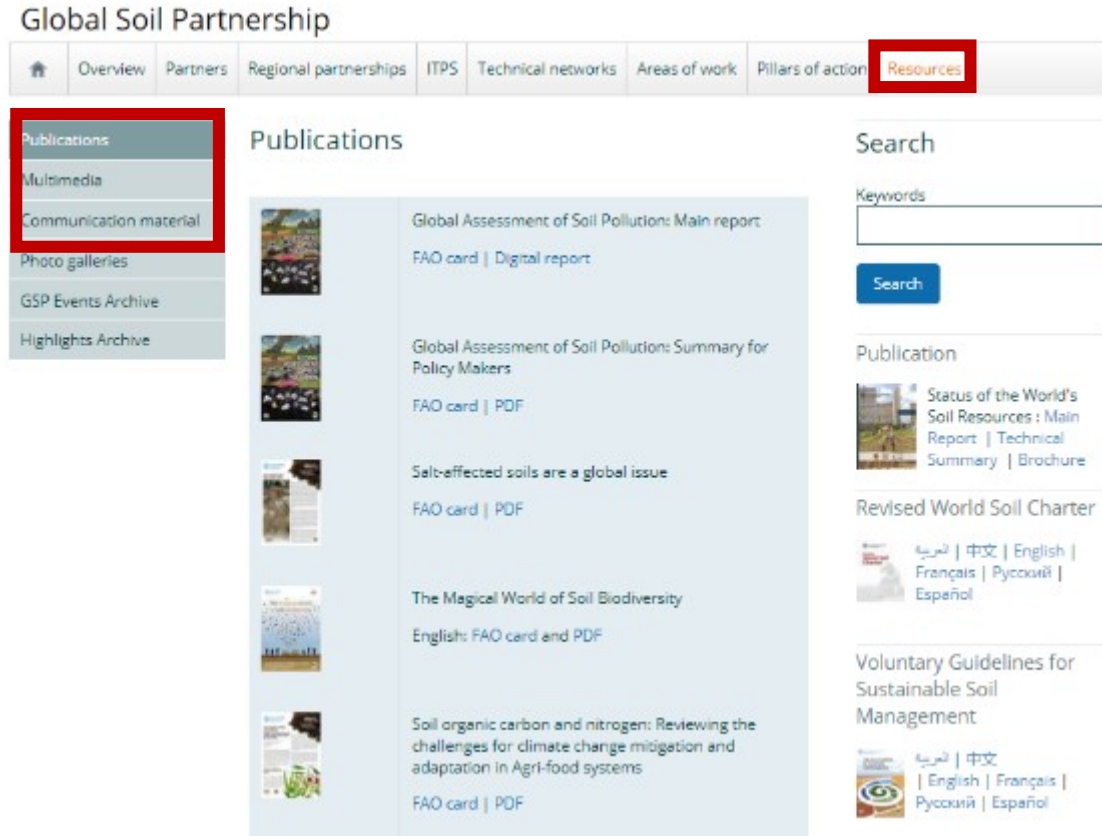 Global Soil Partnership
Overview Partners Regional partnerships ITPS Technical networks Areas of work Pillars of action Resources
Publications
Multimedia
Communication material
Photo galleries
GSP Events Archive
Highlights Archive
Publications
Global Assessment of Soil Pollution: Main report
FAO card | Digital report
Global Assessment of Soil Pollution: Summary for
Policy Makers
FAO card | PDF
Salt-affected soils are a global issue
FAO card | PDF
The Magical World of Soil Biodiversity
English: FAO card and PDF
Soil organic carbon and nitrogen: Reviewing the
challenges for climate change mitigation and
adaptation in Agri-food systems
FAO card | PDF
Search
Keywords
Search
Publication
Status of the World's
Soil Resources : Main
Report | Technical
Summary | Brochure
Revised World Soil Charter
العربية | 中文 | English |
Français | Русский |
Español
Voluntary Guidelines for
Sustainable Soil
Management
العربية | 中文
| English | Français |
Русский | Español